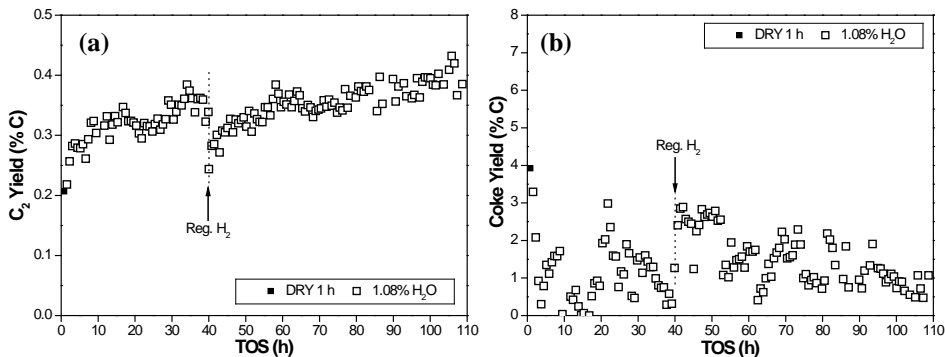 (a)
C2 Yield (% C)
0.5
0.4
0.3
0.2
0.1
0.0
Reg. H2
DRY 1 h
1.08% H2O
0 10 20 30 40 50 60 70 80 90 100 110
TOS (h)
(b)
Coke Yield (% C)
8
7
6
5
4
3
2
1
0
DRY 1 h
1.08% H2O
Reg. H2
0 10 20 30 40 50 60 70 80 90 100 110
TOS (h)